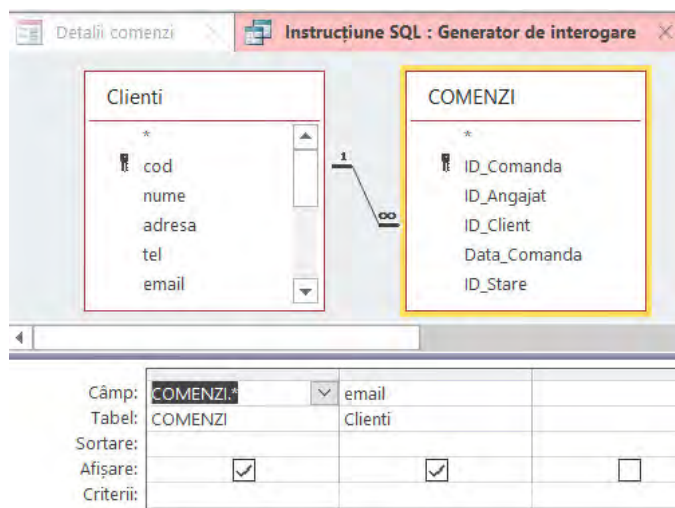 Detalii comenzi
Instrucțiune SQL : Generator de interogare
Clienti
*
cod
nume
adresa
tel
email
1
∞
COMENZI
*
ID_Comanda
ID_Angajat
ID_Client
Data_Comanda
ID_Stare
Câmp: COMENZI.* email
Tabel: COMENZI Clienti
Sortare:
Afișare:
Criterii: